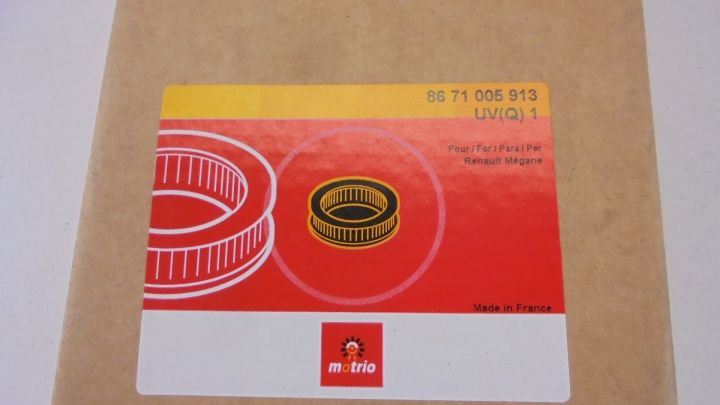 86 71 005 913
UV(Q) 1
Pour / For / Para / Per
Renault Mégane
Made in France
motrio